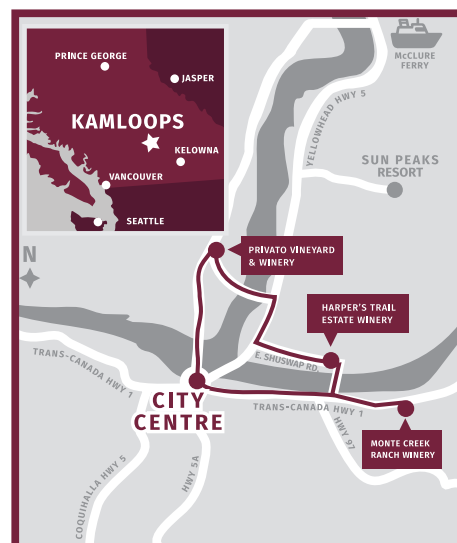 PRINCE GEORGE
JASPER
KAMLOOPS
KELOWNA
VANCOUVER
SEATTLE
McCLURE
FERRY
YELLOWHEAD HWY 5
SUN PEAKS
RESORT
N
PRIVATO VINEYARD
& WINERY
HARPER'S TRAIL
ESTATE WINERY
E. SHUSWAP RD.
TRANS-CANADA HWY 1
CITY
CENTRE
TRANS-CANADA HWY 1
HWY 97
MONTE CREEK
RANCH WINERY
COQUIHALLA HWY 5
HWY 5A